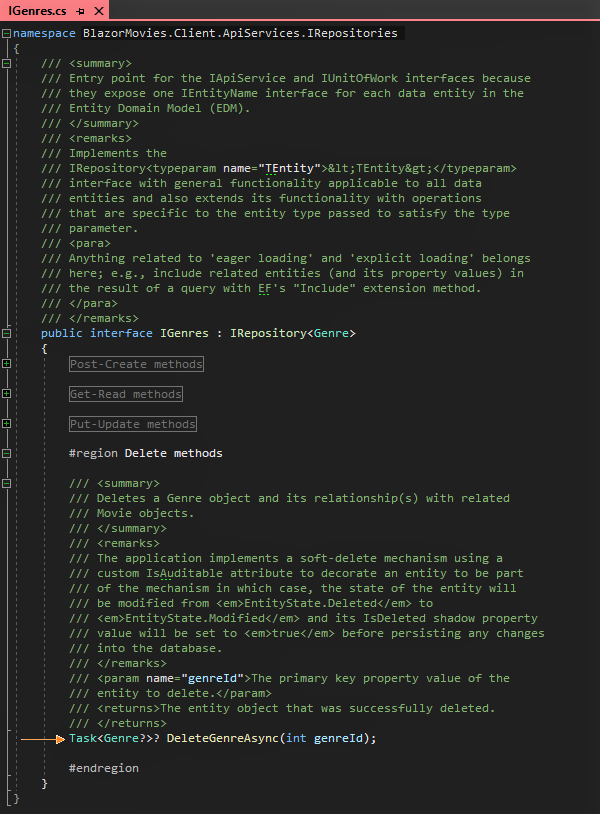 IGenres.cs
namespace BlazorMovies.Client.ApiServices.IRepositories
{
/// <summary>
/// Entry point for the IApiService and IUnitOfWork interfaces because
/// they expose one IEntityName interface for each data entity in the
/// Entity Domain Model (EDM).
/// </summary>
/// <remarks>
/// Implements the
/// IRepository<typeparam name="TEntity">&lt;TEntity&gt;</typeparam>
/// interface with general functionality applicable to all data
/// entities and also extends its functionality with operations
/// that are specific to the entity type passed to satisfy the type
/// parameter.
/// <para>
/// Anything related to 'eager loading' and 'explicit loading' belongs
/// here; e.g., include related entities (and its property values) in
/// the result of a query with EF's "Include" extension method.
/// </para>
/// </remarks>
public interface IGenres : IRepository<Genre>
{
Post-Create methods
Get-Read methods
Put-Update methods
#region Delete methods
/// <summary>
/// Deletes a Genre object and its relationship(s) with related
/// Movie objects.
/// </summary>
/// <remarks>
/// The application implements a soft-delete mechanism using a
/// custom IsAuditable attribute to decorate an entity to be part
/// of the mechanism in which case, the state of the entity will
/// be modified from <em>EntityState.Deleted</em> to
/// <em>EntityState.Modified</em> and its IsDeleted shadow property
/// value will be set to <em>true</em> before persisting any changes
/// into the database.
/// </remarks>
/// <param name="genreId">The primary key property value of the
/// entity to delete.</param>
/// <returns>The entity object that was successfully deleted.
/// </returns>
Task<Genre?>? DeleteGenreAsync(int genreId);
#endregion
}
}